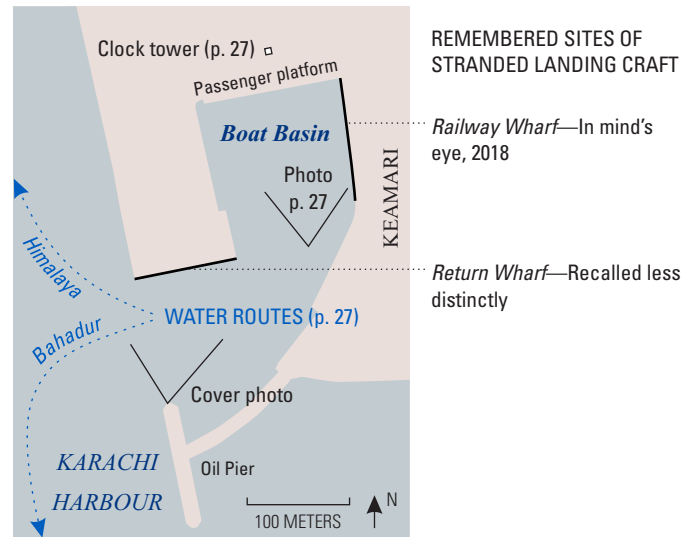 Clock tower (p. 27)
Passenger platform
Boat Basin
Photo
p. 27
KEAMARI
Himalaya
WATER ROUTES (p. 27)
Bahadur
Cover photo
KARACHI
HARBOUR
Oil Pier
100 METERS
N
REMEMBERED SITES OF
STRANDED LANDING CRAFT
Railway Wharf—In mind's
eye, 2018
Return Wharf—Recalled less
distinctly